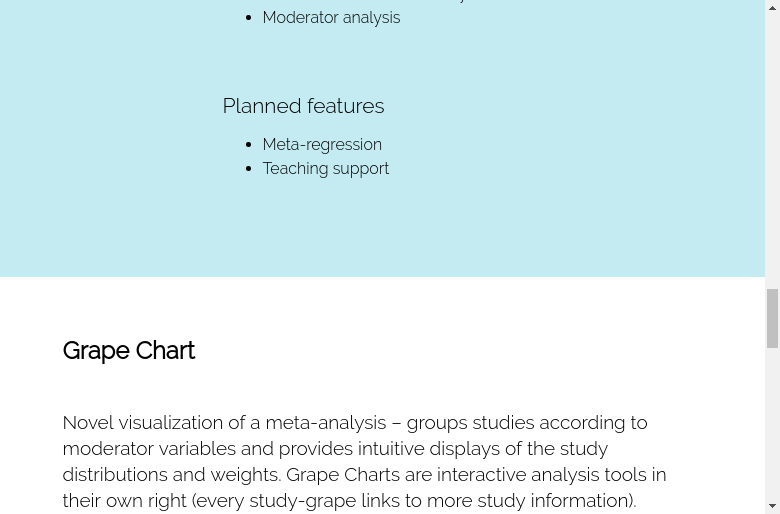 Moderator analysis
Planned features
Meta-regression
Teaching support
Grape Chart
Novel visualization of a meta-analysis – groups studies according to
moderator variables and provides intuitive displays of the study
distributions and weights. Grape Charts are interactive analysis tools in
their own right (every study-grape links to more study information).